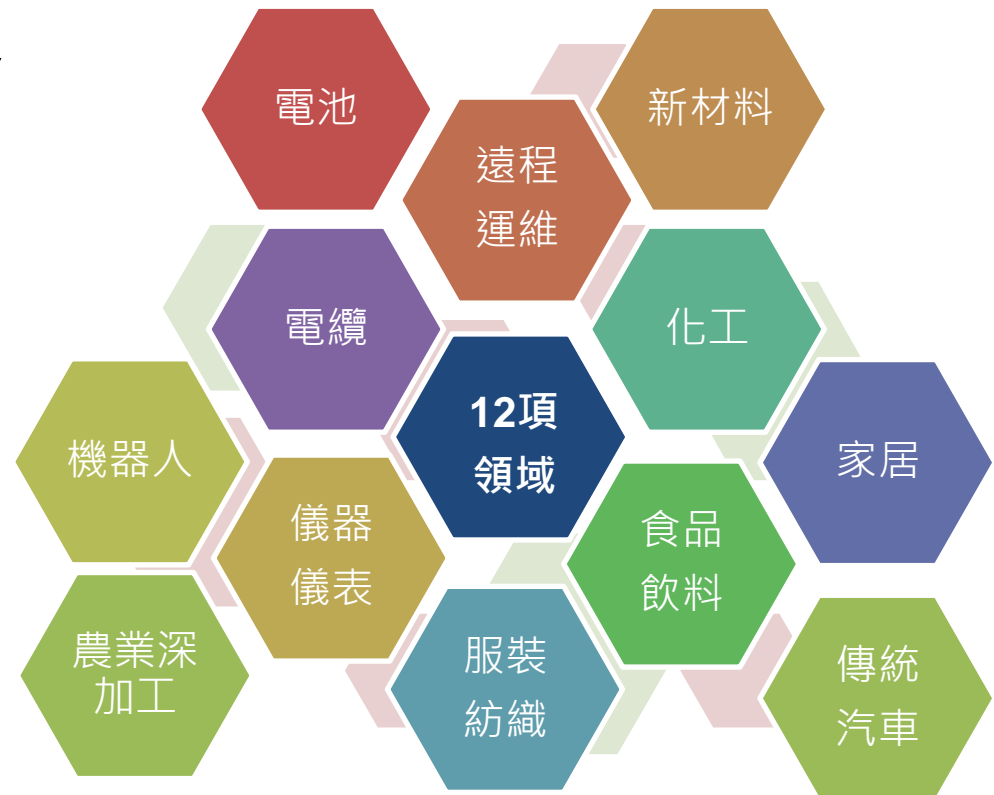 電池
新材料
遠程
運維
電纜
化工
12項
領域
機器人
家居
儀器
儀表
食品
飲料
農業深
加工
服裝
紡織
傳統
汽車